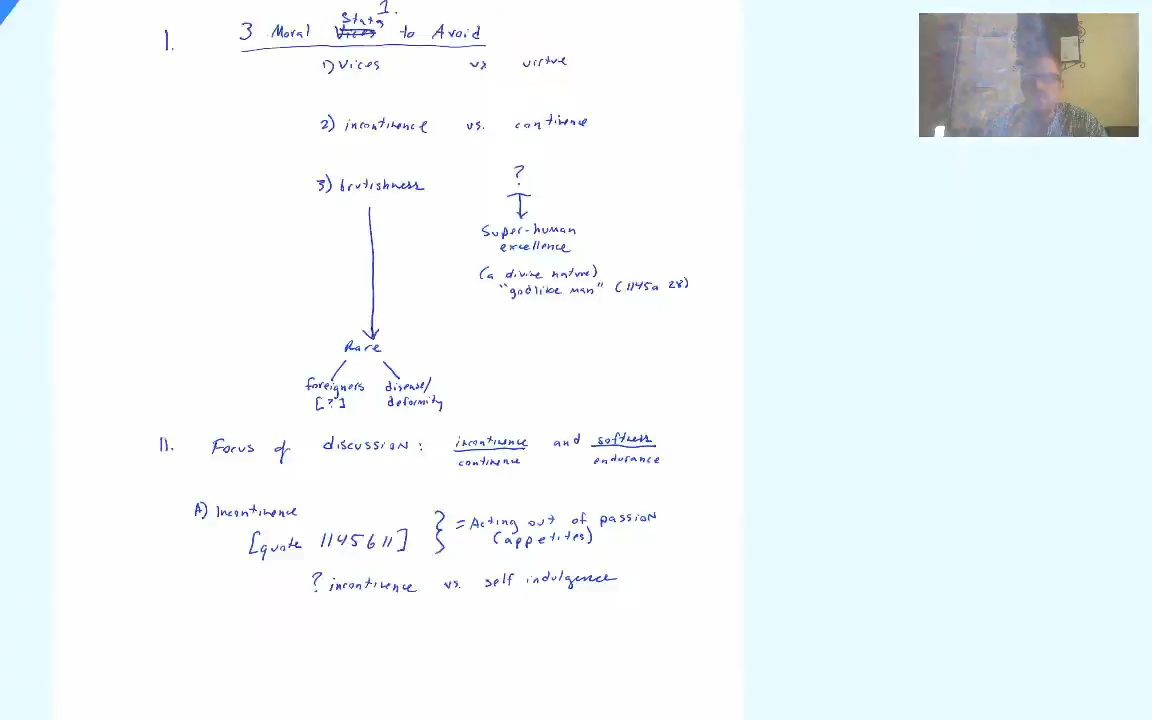 1.
States
I. 3 Moral Vices to Avoid
1) Vices vs virtue
2) incontinence vs. continence
?
3) brutishness
Super-human
excellence
(a divine nature)
"godlike man" (1145a 28)
Rare
foreigners disease/
[?] deformity
II. Focus of discussion: incontinence and softness
continence endurance
A) Incontinence
[quote 1145b11] } = Acting out of passion
(appetites)
? incontinence vs. self indulgence